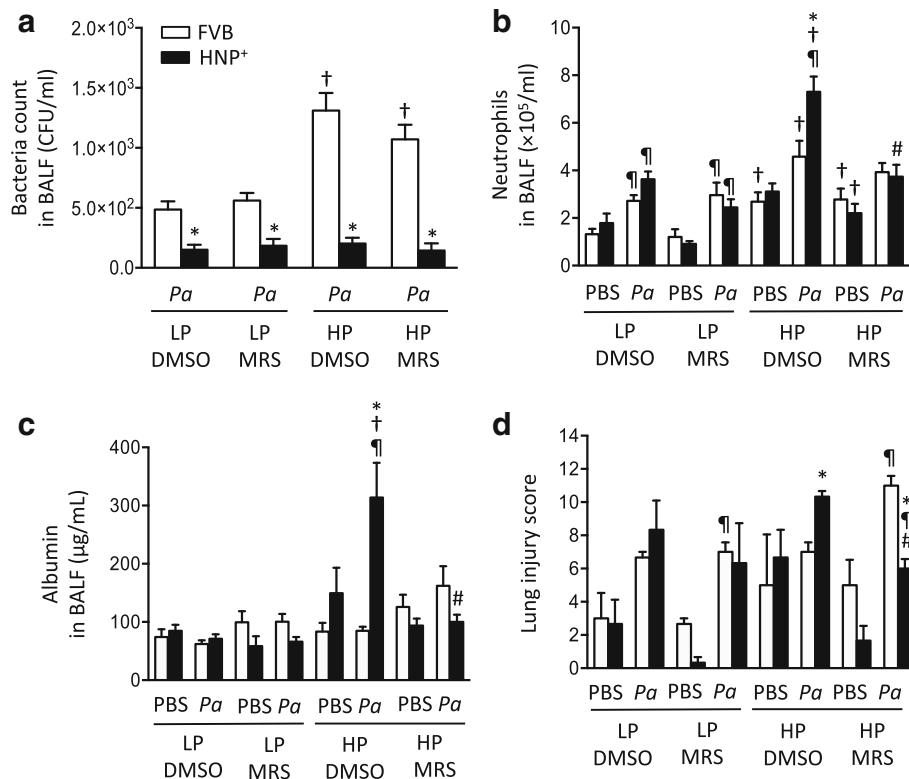 a
2.0×10³
1.5×10³
1.0×10³
5.0×10²
0.0
Bacteria count
in BALF (CFU/ml)
FVB
HNP⁺
†
†
* * * *
Pa Pa Pa Pa
LP LP HP HP
DMSO MRS DMSO MRS
b
10
8
6
4
2
0
Neutrophils
in BALF (×10⁵/ml)
*
†
¶
¶ ¶ ¶ ¶ † † † † #
PBS Pa PBS Pa PBS Pa PBS Pa
LP LP HP HP
DMSO MRS DMSO MRS
c
400
300
200
100
0
Albumin
in BALF (µg/mL)
*
†
¶
#
PBS Pa PBS Pa PBS Pa PBS Pa
LP LP HP HP
DMSO MRS DMSO MRS
d
14
12
10
8
6
4
2
0
Lung injury score
¶ * ¶
*
¶
#
PBS Pa PBS Pa PBS Pa PBS Pa
LP LP HP HP
DMSO MRS DMSO MRS